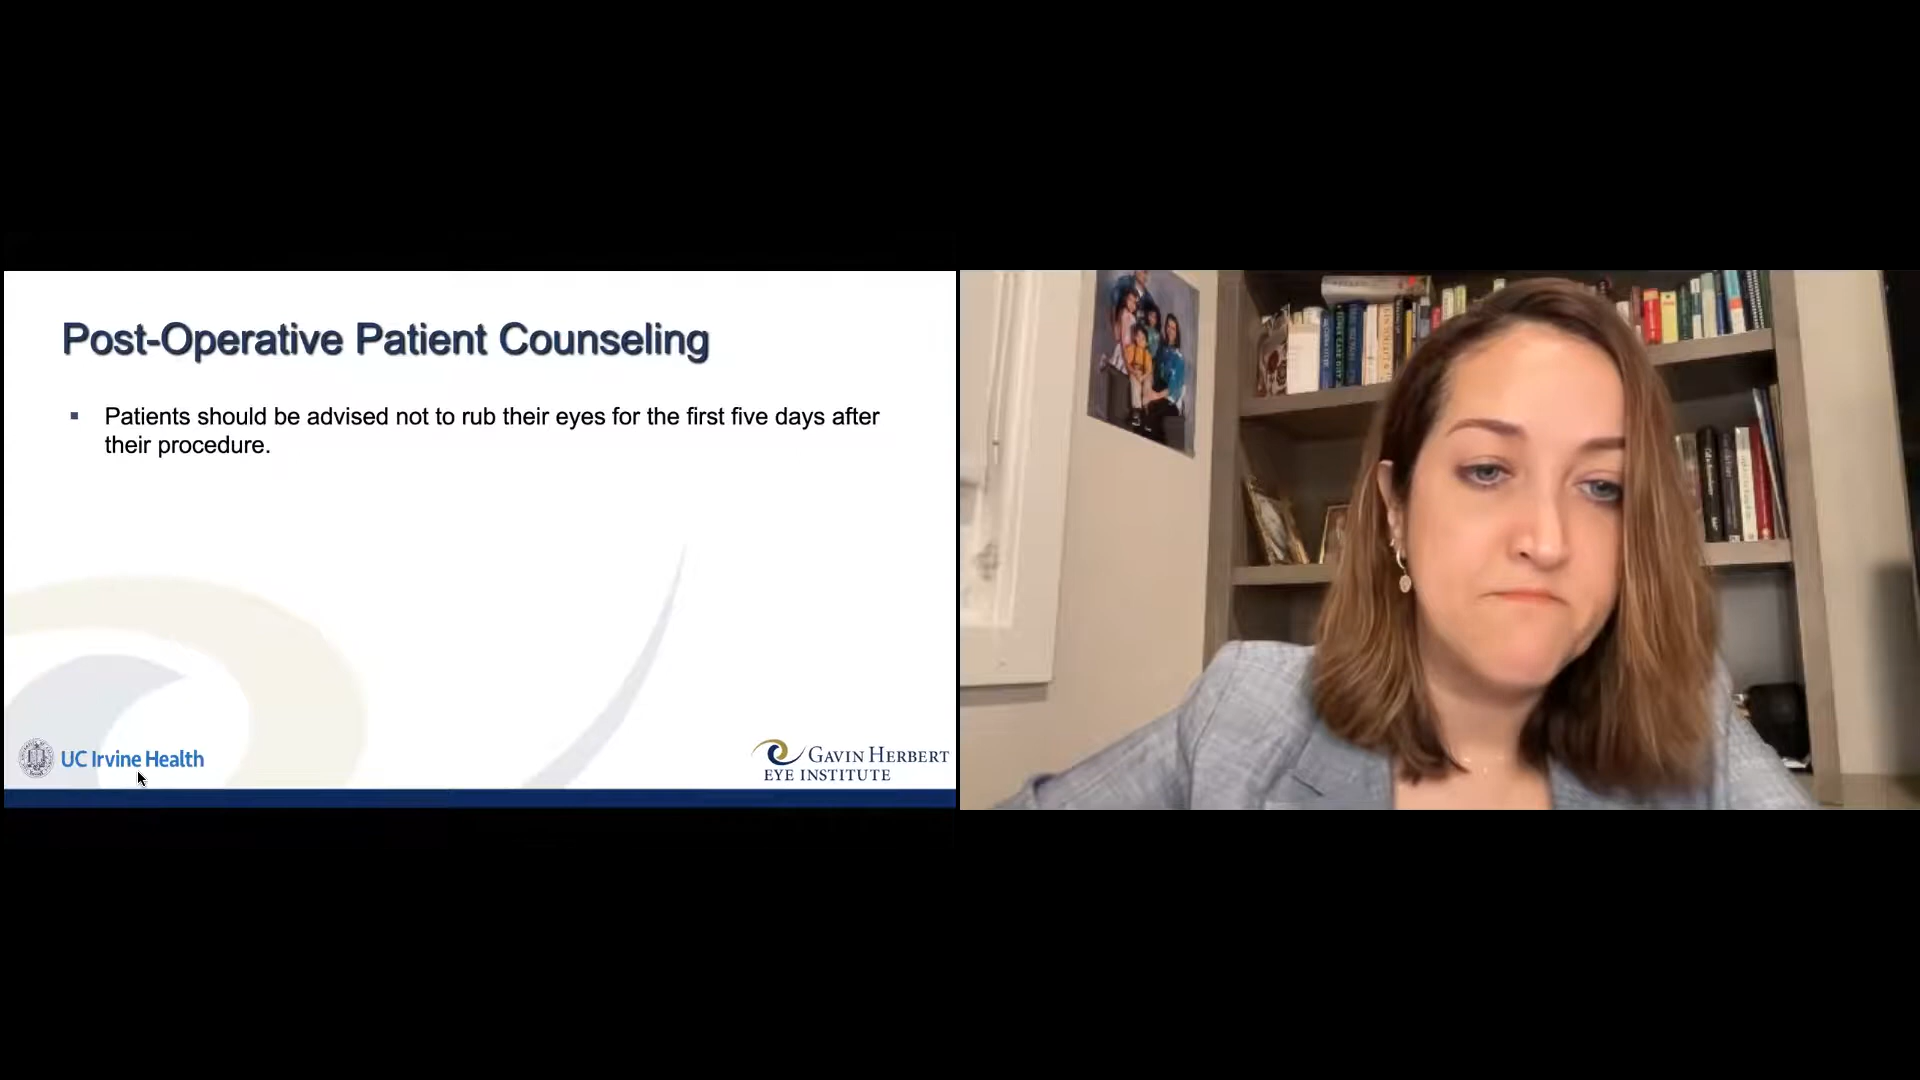 Post-Operative Patient Counseling
▪ Patients should be advised not to rub their eyes for the first five days after
their procedure.
UC Irvine Health
GAVIN HERBERT
EYE INSTITUTE